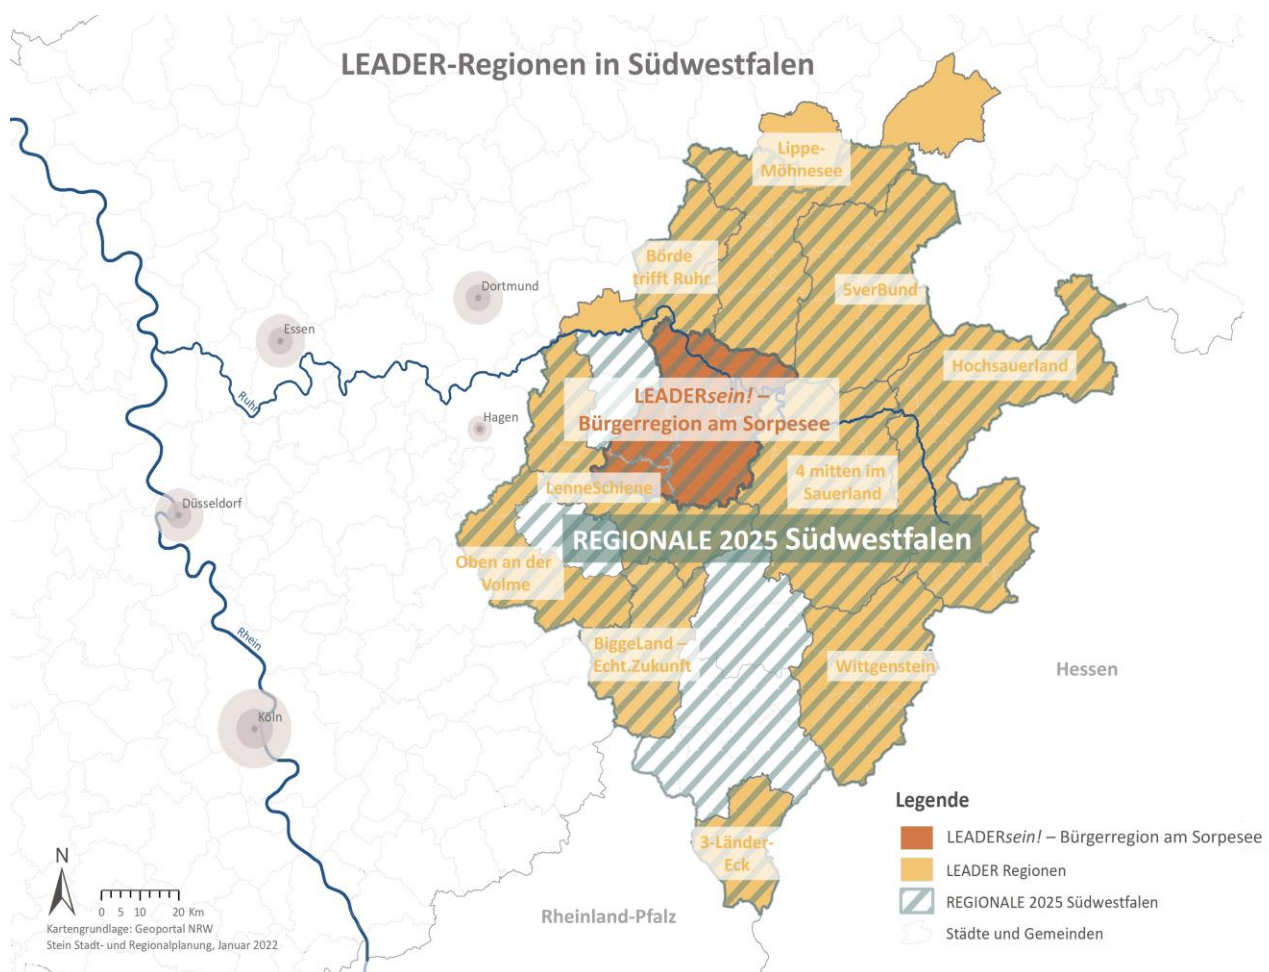 LEADER-Regionen in Südwestfalen
Lippe-
Möhnesee
Börde
trifft Ruhr
5verBund
Dortmund
Essen
Hochsauerland
Ruhr
LEADERsein! –
Bürgerregion am Sorpesee
Hagen
4 mitten im
Sauerland
LenneSchiene
Düsseldorf
REGIONALE 2025 Südwestfalen
Oben an der
Volme
Rhein
BiggeLand –
Echt.Zukunft
Wittgenstein
Hessen
Köln
3-Länder-
Eck
Rheinland-Pfalz
Legende
LEADERsein! – Bürgerregion am Sorpesee
LEADER Regionen
REGIONALE 2025 Südwestfalen
Städte und Gemeinden
N
0 5 10 20 Km
Kartengrundlage: Geoportal NRW
Stein Stadt- und Regionalplanung, Januar 2022